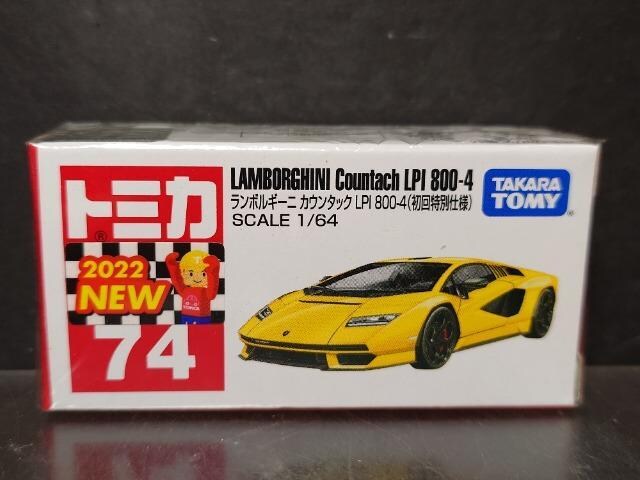 トミカ
®
2022
NEW
74
LAMBORGHINI Countach LPI 800-4
ランボルギーニ カウンタック LPI 800-4(初回特別仕様)
SCALE 1/64
TAKARA
TOMY
®